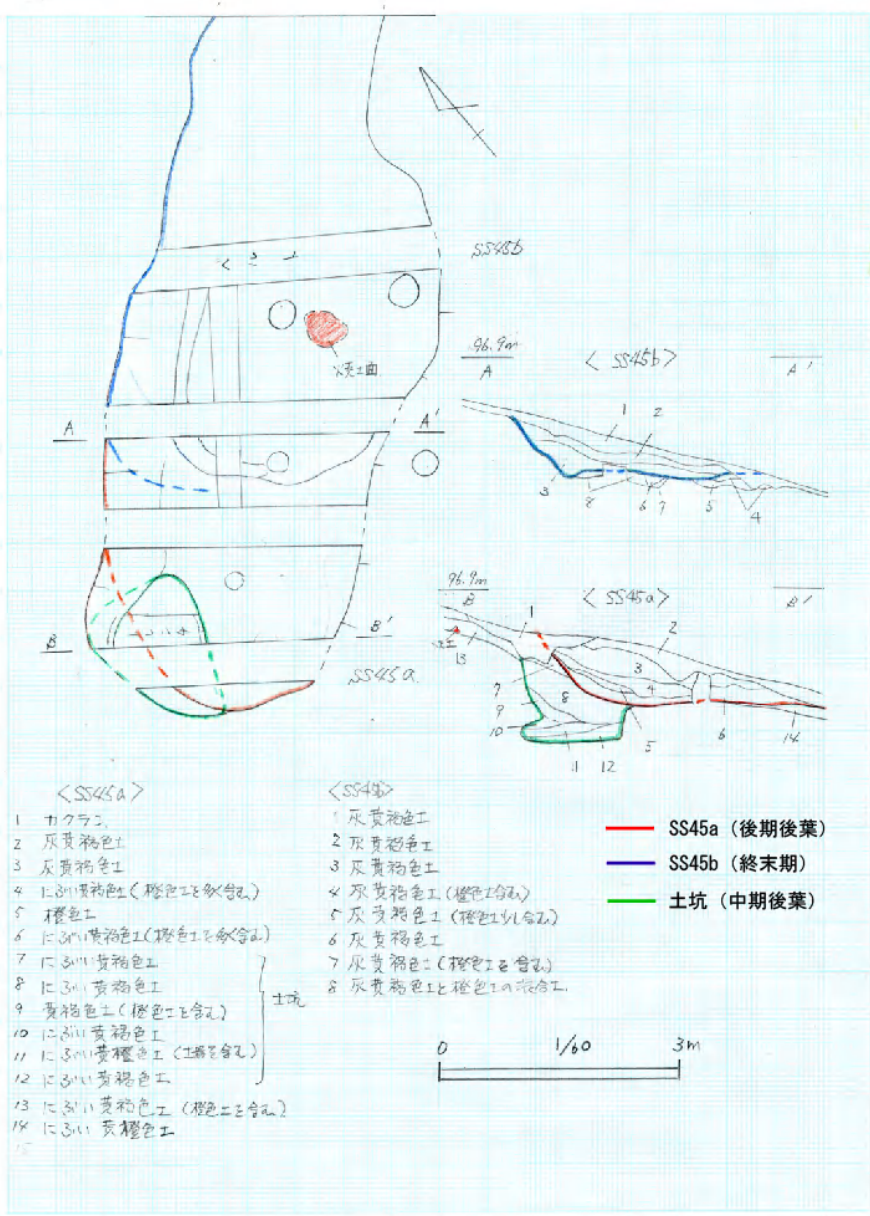 SS45b
焼土面
A
A'
B
B'
SS45a
96.9m
A
< SS45b >
A'
1
2
3
8
6
7
5
4
96.9m
B
< SS45a >
B'
1
2
13
3
4
7
8
9
10
11
12
5
6
14
<SS45a>
1 カクラン
2 灰黄褐色土
3 灰黄褐色土
4 にぶい黄褐色土(橙色土を多く含む)
5 橙色土
6 にぶい黄褐色土(橙色土を多く含む)
7 にぶい黄褐色土
8 にぶい黄褐色土
9 黄褐色土(橙色土を含む)
10 にぶい黄褐色土
11 にぶい黄橙色土(土器を含む)
12 にぶい黄褐色土
土坑
13 にぶい黄褐色土(橙色土を含む)
14 にぶい黄橙色土
15
<SS45b>
1 灰黄褐色土
2 灰黄褐色土
3 灰黄褐色土
4 灰黄褐色土(橙色土含む)
5 灰黄褐色土(橙色土少し含む)
6 灰黄褐色土
7 灰黄褐色土(橙色土を含む)
8 灰黄褐色土と橙色土の混合土
SS45a(後期後葉)
SS45b(終末期)
土坑(中期後葉)
0 1/60 3m